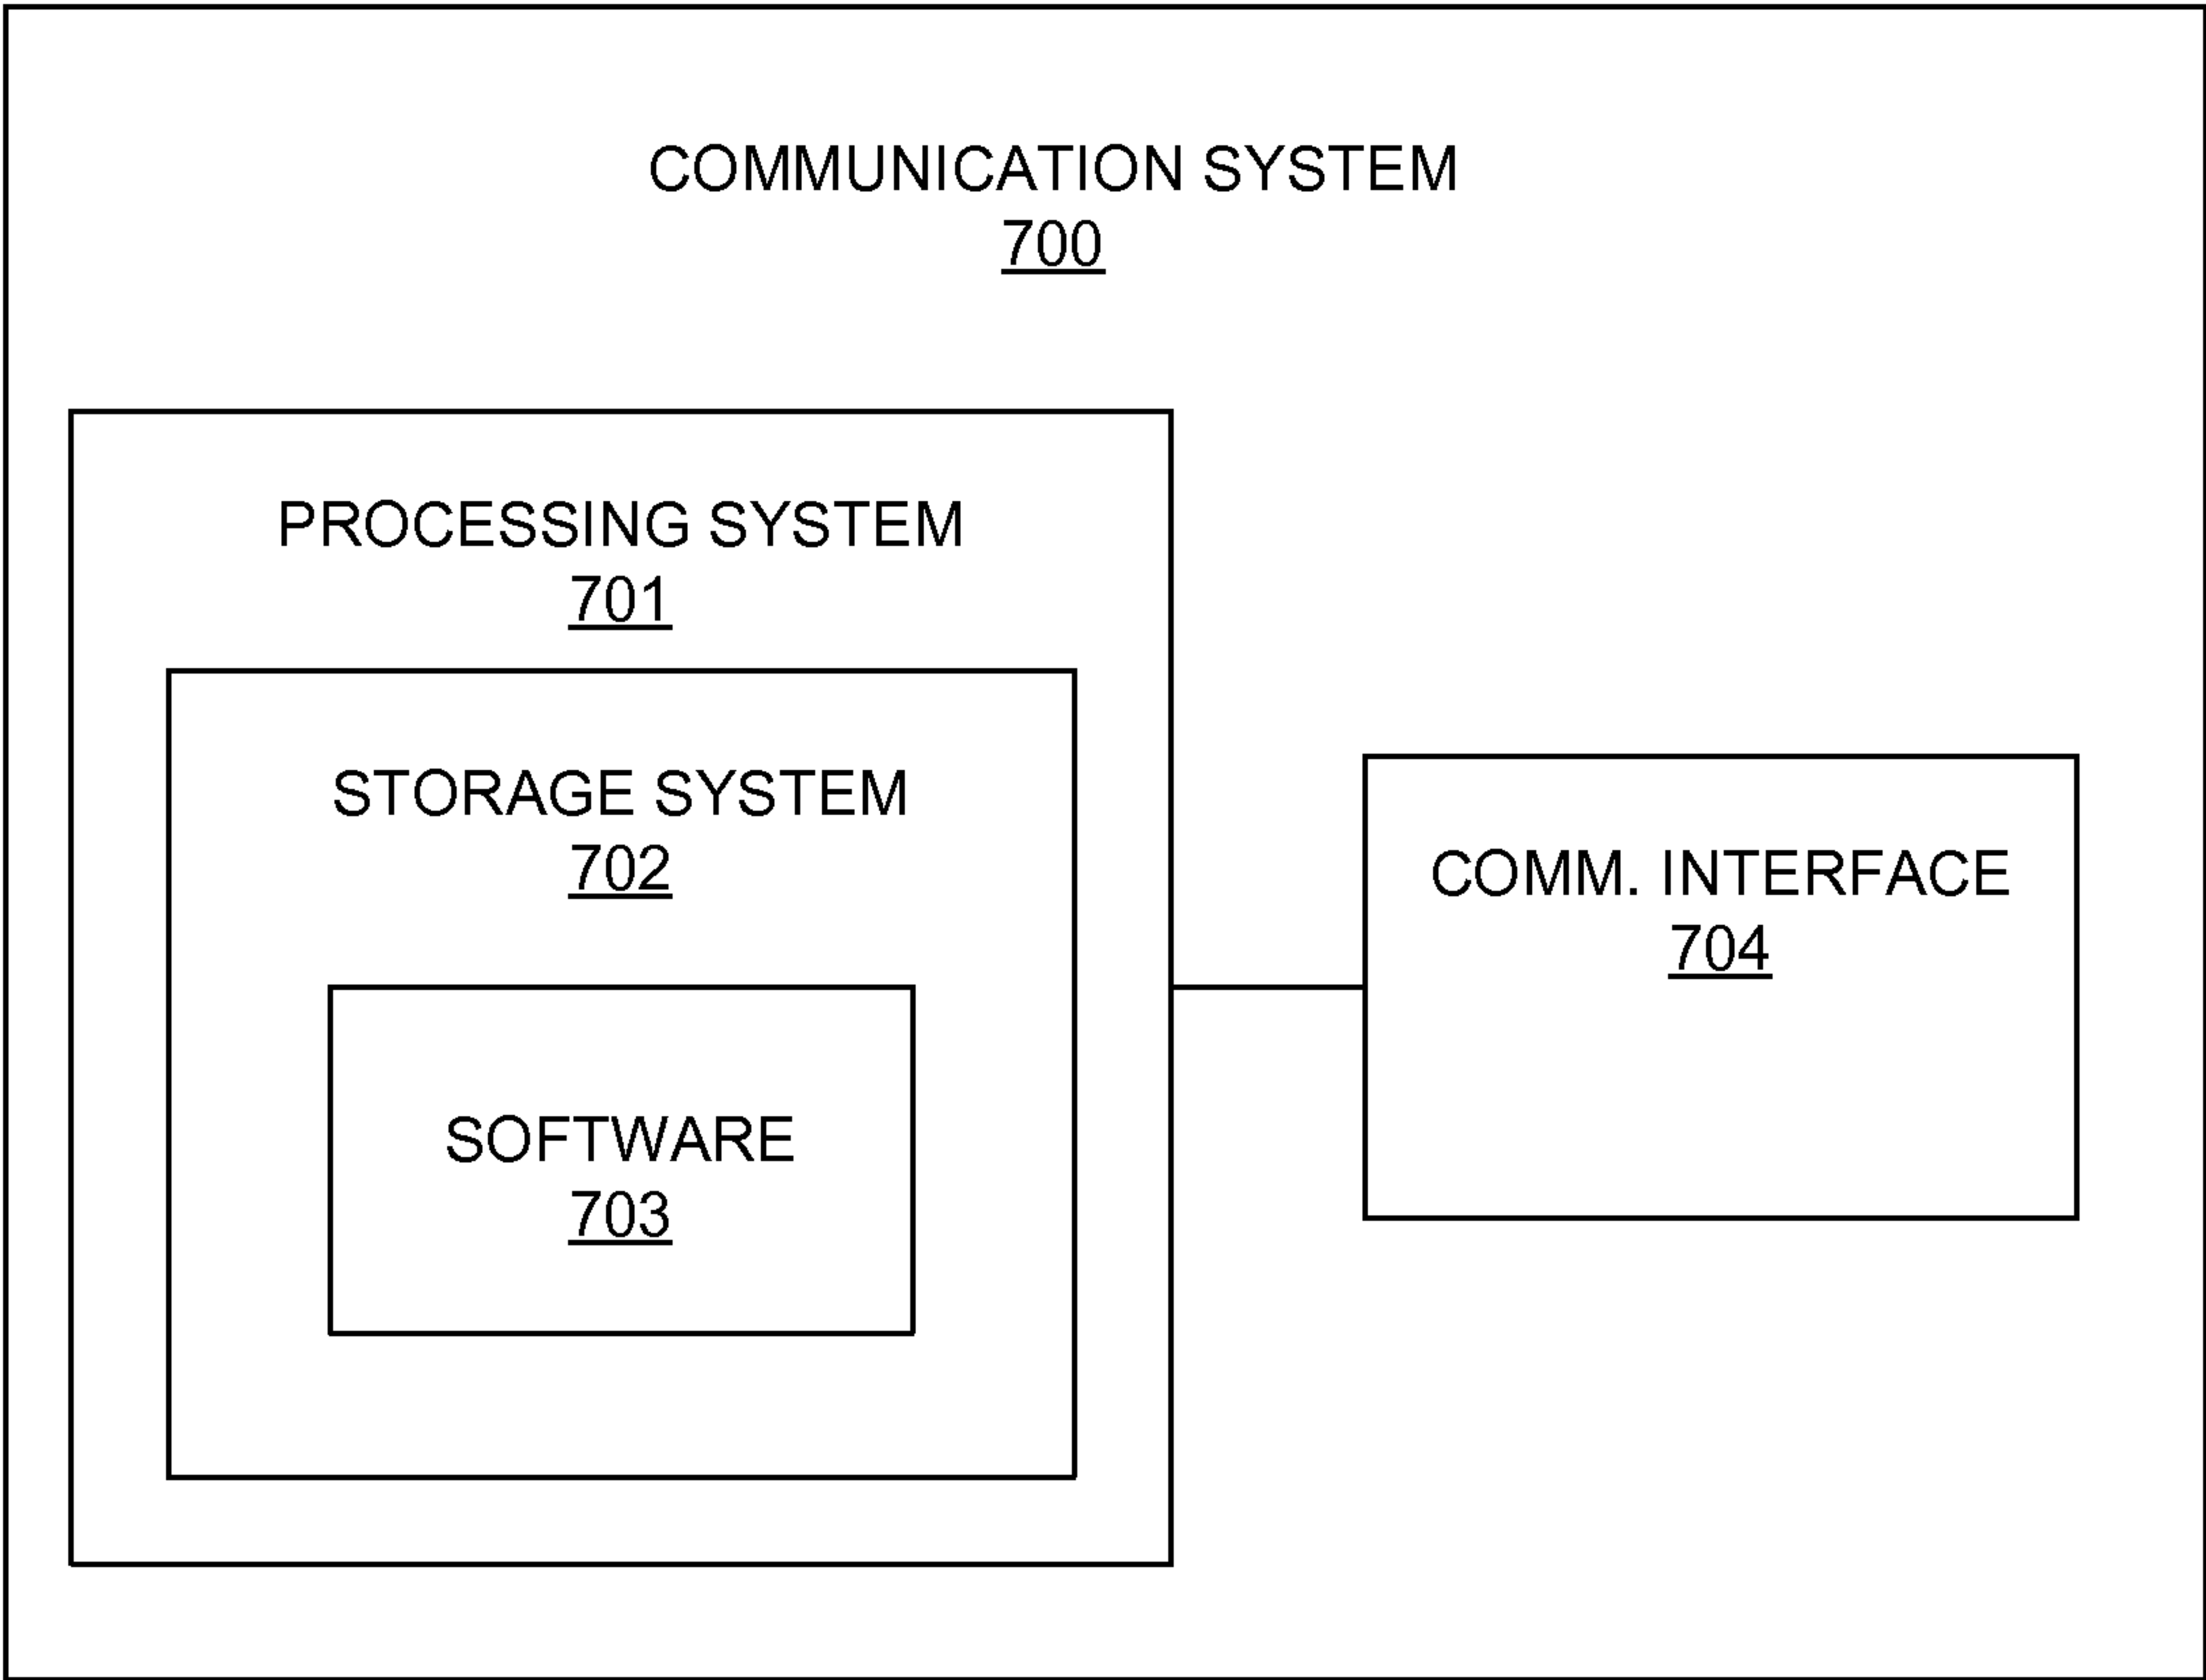 COMMUNICATION SYSTEM
700
PROCESSING SYSTEM
701
STORAGE SYSTEM
702
SOFTWARE
703
COMM. INTERFACE
704